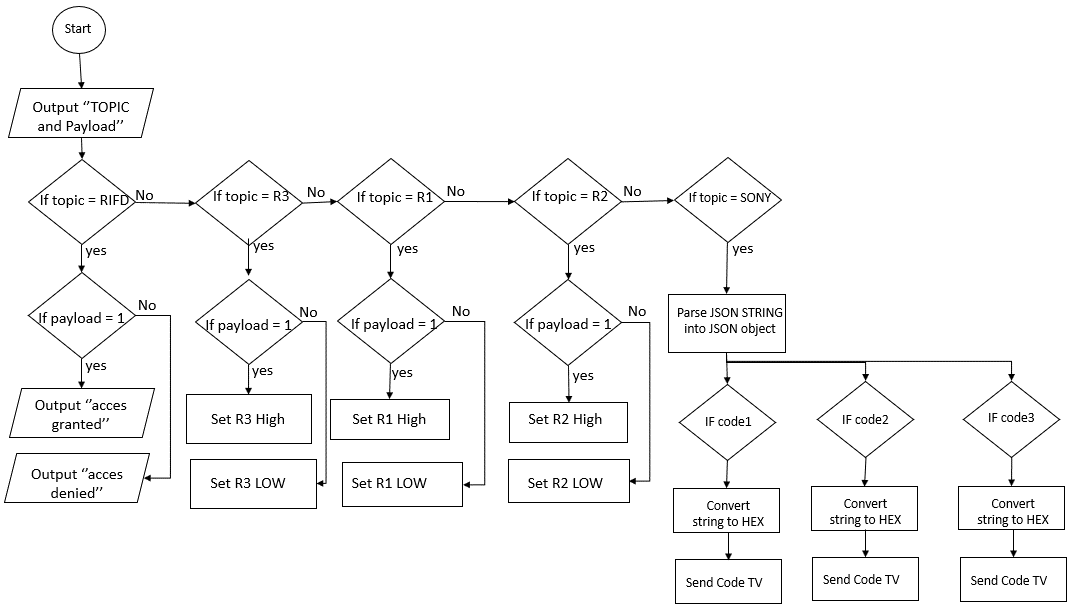 Start
Output ‘’TOPIC
and Payload’’
If topic = RIFD
No
If topic = R3
No
If topic = R1
No
If topic = R2
No
If topic = SONY
yes
yes
yes
yes
yes
If payload = 1
No
If payload = 1
No
If payload = 1
No
If payload = 1
No
Parse JSON STRING
into JSON object
yes
yes
yes
yes
Output ‘’acces
granted’’
Set R3 High
Set R1 High
Set R2 High
IF code1
IF code2
IF code3
Output ‘’acces
denied’’
Set R3 LOW
Set R1 LOW
Set R2 LOW
Convert
string to HEX
Convert
string to HEX
Convert
string to HEX
Send Code TV
Send Code TV
Send Code TV